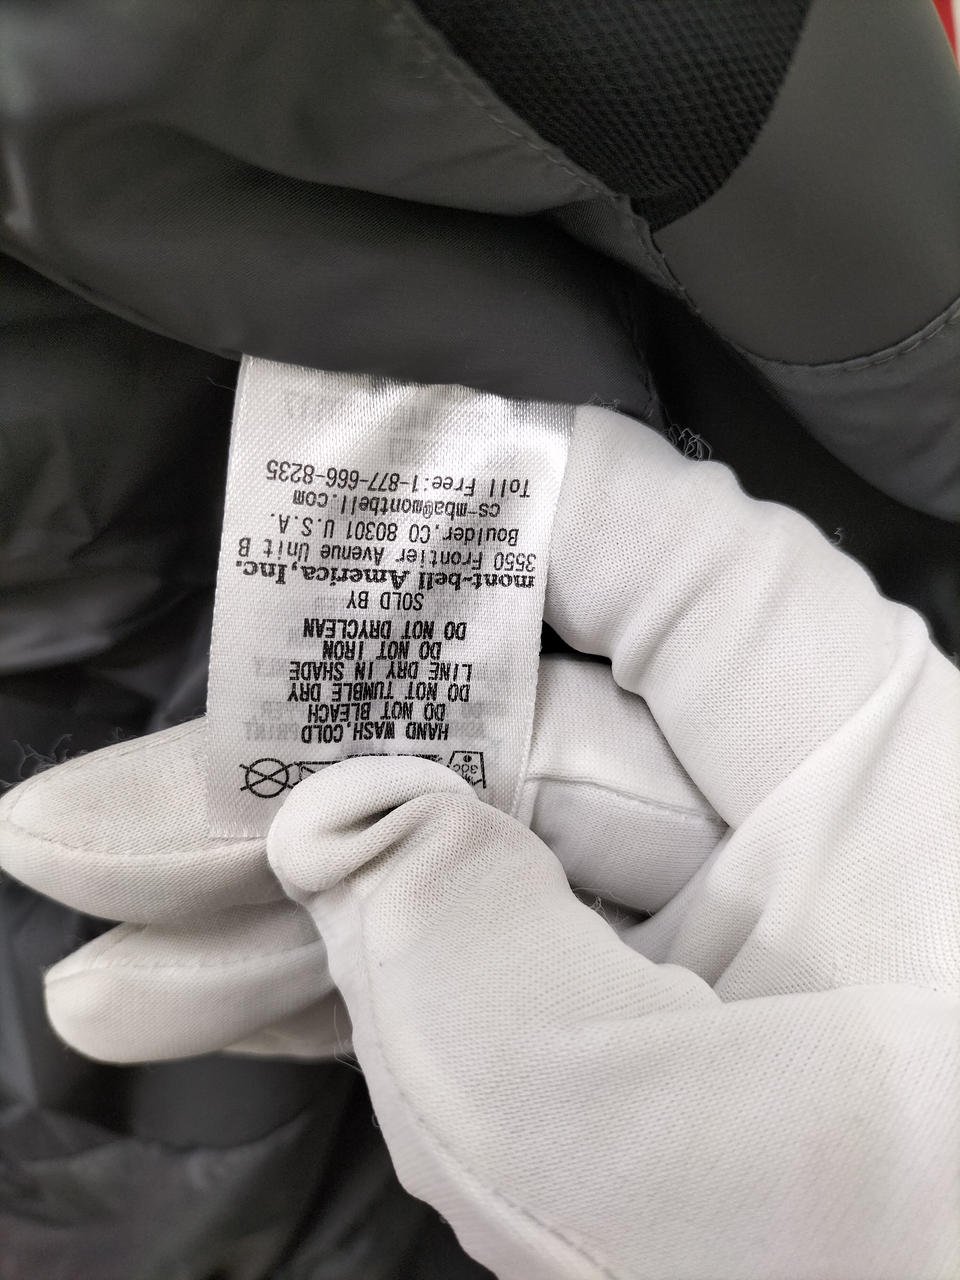 30C
HAND WASH,COLD
DO NOT BLEACH
DO NOT TUMBLE DRY
LINE DRY IN SHADE
DO NOT IRON
DO NOT DRYCLEAN
SOLD BY
mont-bell America,Inc.
3550 Frontier Avenue Unit B
Boulder,CO 80301 U.S.A.
cs-mba@montbell.com
Toll Free:1-877-666-8235